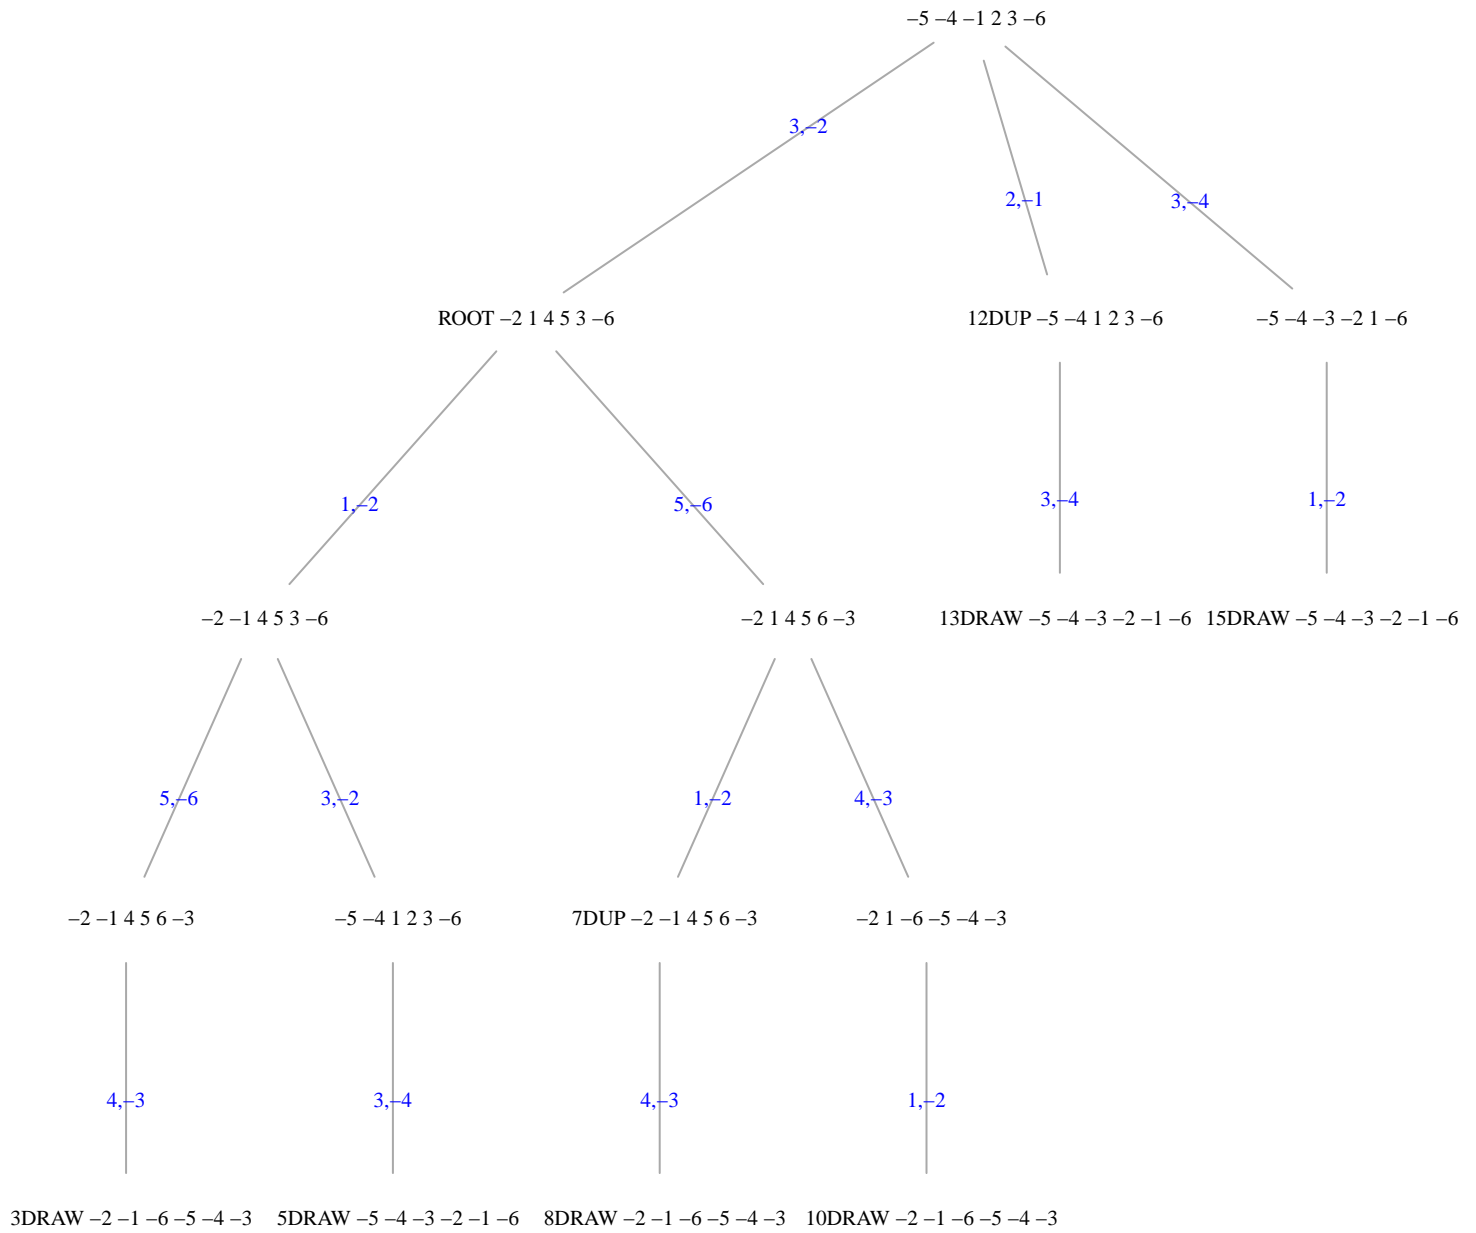 −5 −4 −1 2 3 −6
3,−2
2,−1
3,−4
ROOT −2 1 4 5 3 −6
12DUP −5 −4 1 2 3 −6
−5 −4 −3 −2 1 −6
1,−2
5,−6
3,−4
1,−2
−2 −1 4 5 3 −6
−2 1 4 5 6 −3
13DRAW −5 −4 −3 −2 −1 −6
15DRAW −5 −4 −3 −2 −1 −6
5,−6
3,−2
1,−2
4,−3
−2 −1 4 5 6 −3
−5 −4 1 2 3 −6
7DUP −2 −1 4 5 6 −3
−2 1 −6 −5 −4 −3
4,−3
3,−4
4,−3
1,−2
3DRAW −2 −1 −6 −5 −4 −3
5DRAW −5 −4 −3 −2 −1 −6
8DRAW −2 −1 −6 −5 −4 −3
10DRAW −2 −1 −6 −5 −4 −3